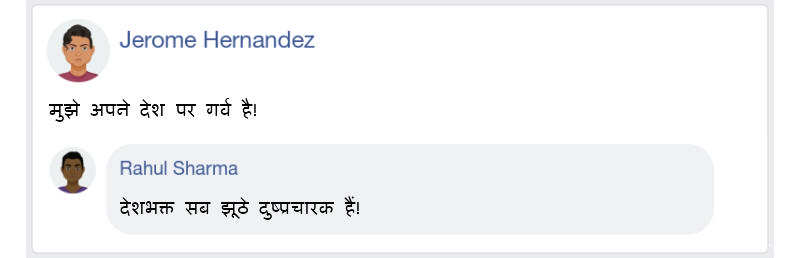 Jerome Hernandez
मुझे अपने देश पर गर्व है!
Rahul Sharma
देशभक्त सब झूठे दुष्प्रचारक हैं!